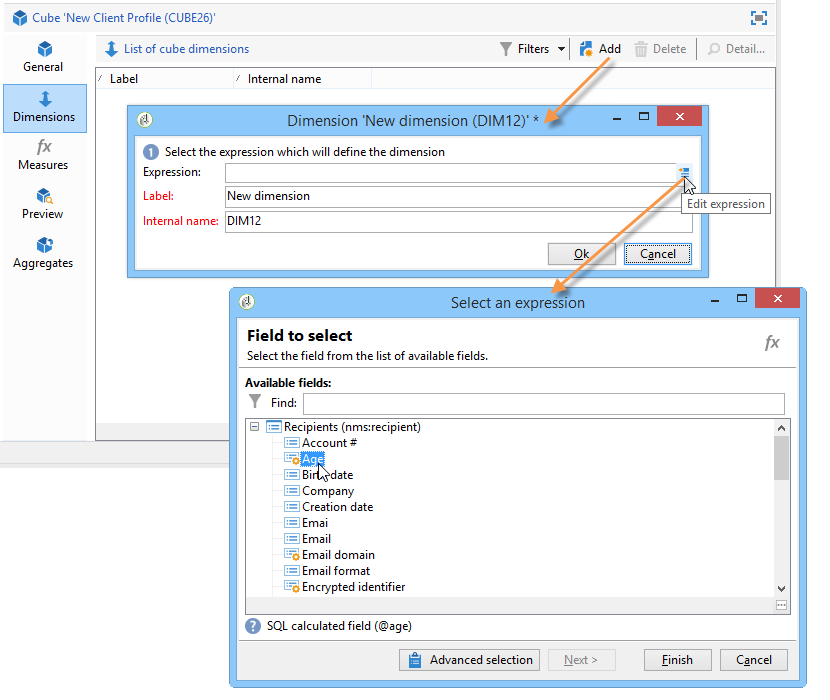 Cube 'New Client Profile (CUBE26)'
General
Dimensions
fx
Measures
Preview
Aggregates
List of cube dimensions
Filters
Add
Delete
Detail...
Label
Internal name
Dimension 'New dimension (DIM12)' *
1 Select the expression which will define the dimension
Expression:
Label: New dimension
Internal name: DIM12
Edit expression
Ok
Cancel
Select an expression
Field to select
Select the field from the list of available fields.
fx
Available fields:
Find:
Recipients (nms:recipient)
Account #
Age
Birth date
Company
Creation date
Emai
Email
Email domain
Email format
Encrypted identifier
? SQL calculated field (@age)
Advanced selection
Next >
Finish
Cancel